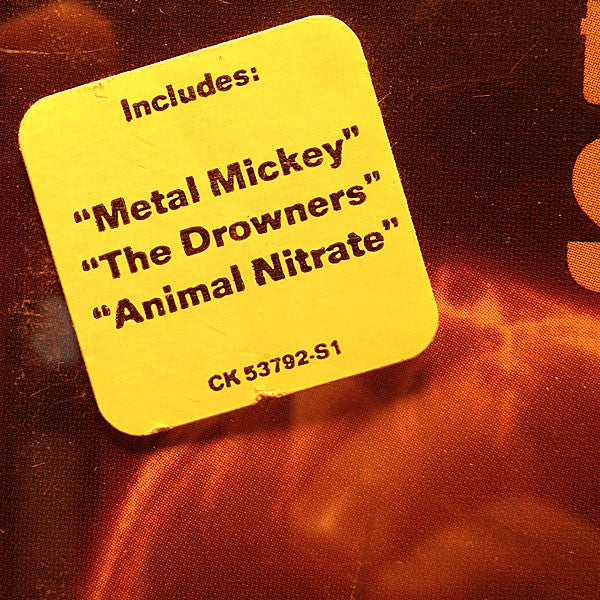 Includes:
“Metal Mickey”
“The Drowners”
“Animal Nitrate”
CK 53792-S1